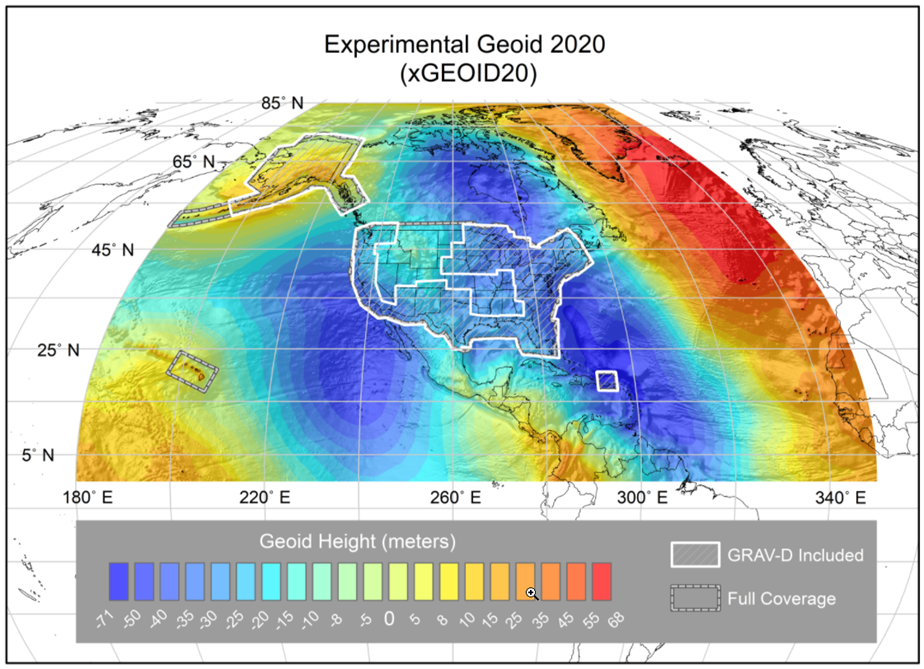 Experimental Geoid 2020
(xGEOID20)
85° N
65° N
45° N
25° N
5° N
180° E
220° E
260° E
300° E
340° E
Geoid Height (meters)
-71 -50 -40 -35 -30 -25 -20 -15 -10 -8 -5 0 5 8 10 15 25 35 45 55 68
GRAV-D Included
Full Coverage